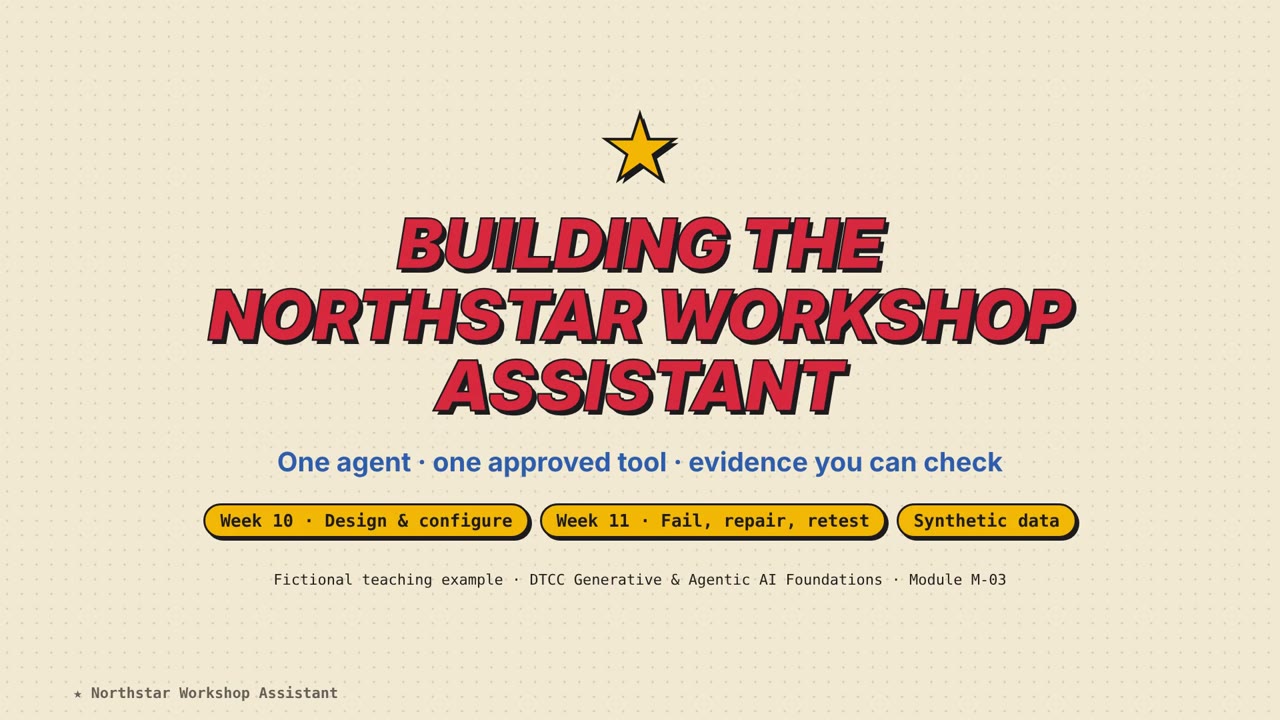 BUILDING THE
NORTHSTAR WORKSHOP
ASSISTANT
One agent · one approved tool · evidence you can check
Week 10 · Design & configure
Week 11 · Fail, repair, retest
Synthetic data
Fictional teaching example · DTCC Generative & Agentic AI Foundations · Module M-03
★ Northstar Workshop Assistant